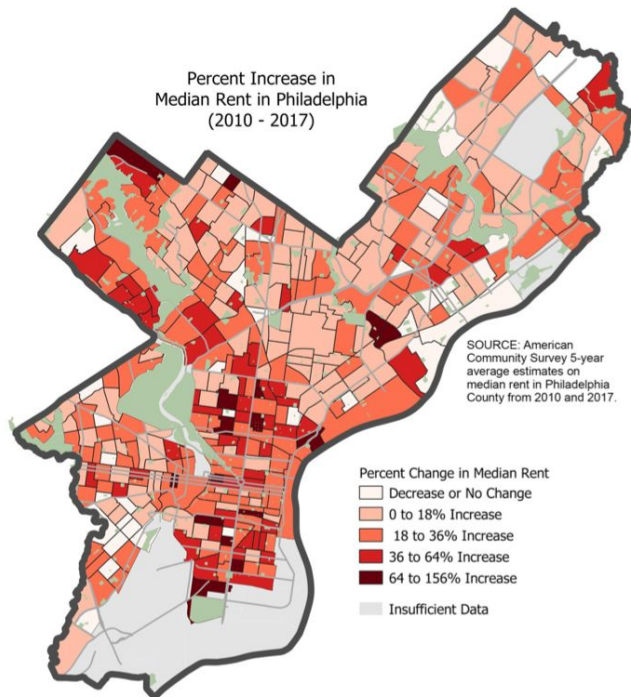 Percent Increase in
Median Rent in Philadelphia
(2010 - 2017)
SOURCE: American
Community Survey 5-year
average estimates on
median rent in Philadelphia
County from 2010 and 2017.
Percent Change in Median Rent
Decrease or No Change
0 to 18% Increase
18 to 36% Increase
36 to 64% Increase
64 to 156% Increase
Insufficient Data